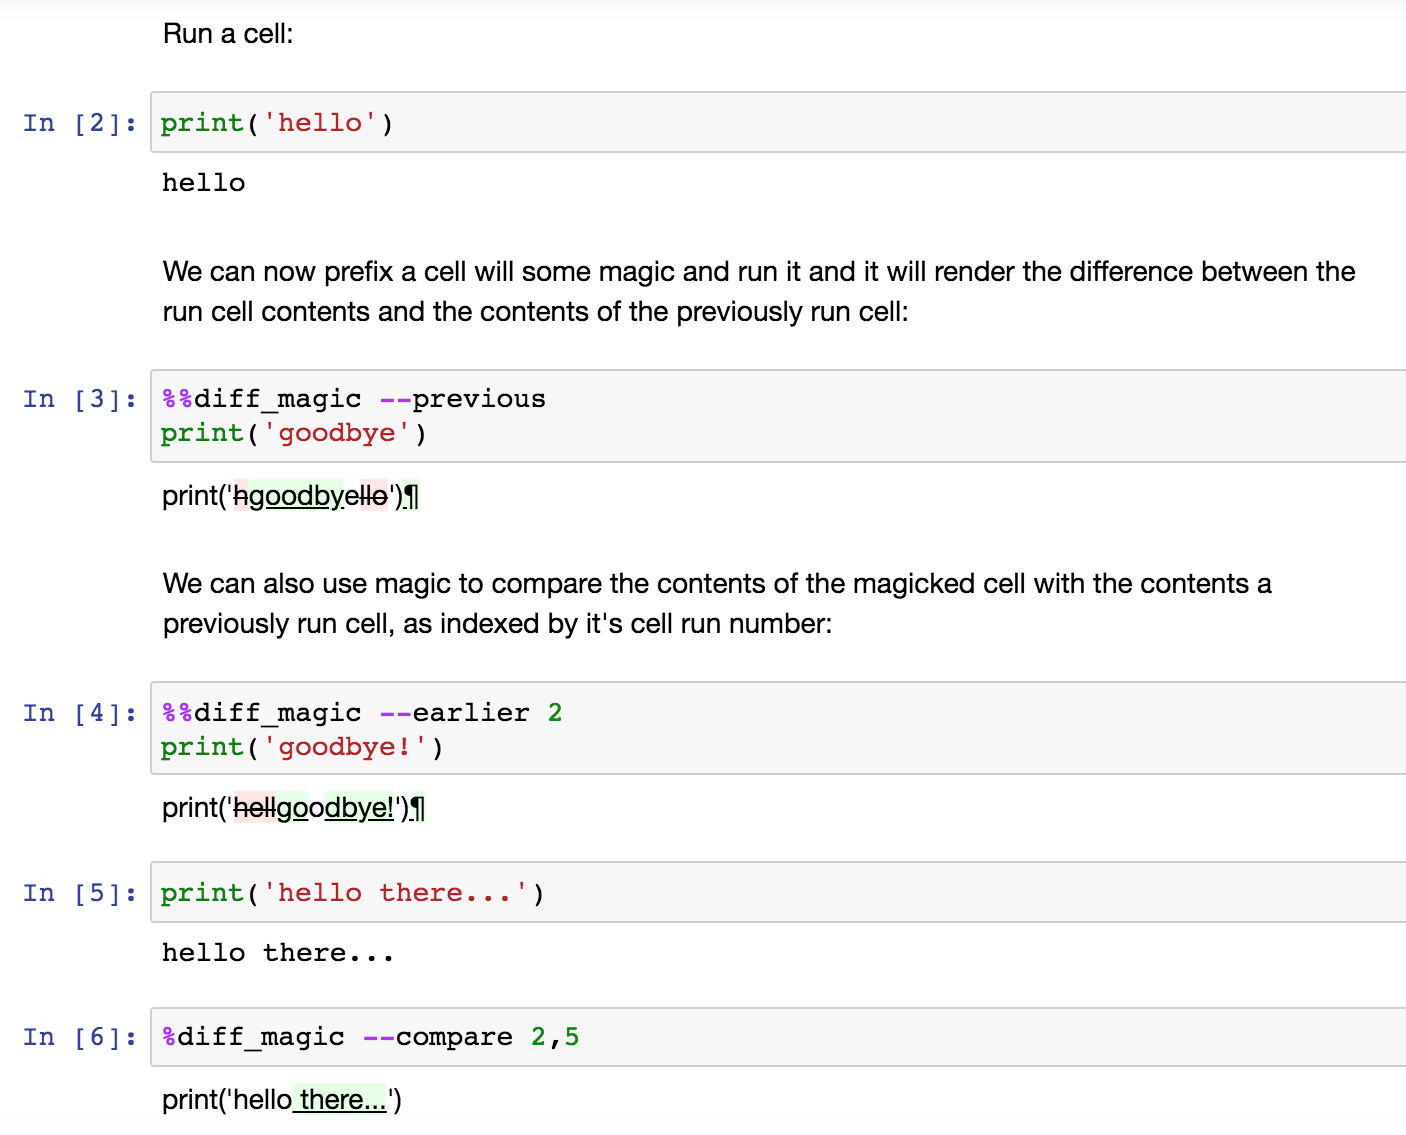 Run a cell:
In [2]: print('hello')
hello
We can now prefix a cell will some magic and run it and it will render the difference between the
run cell contents and the contents of the previously run cell:
In [3]: %%diff_magic --previous
print('goodbye')
print('hgoodbyello')¶
We can also use magic to compare the contents of the magicked cell with the contents a
previously run cell, as indexed by it's cell run number:
In [4]: %%diff_magic --earlier 2
print('goodbye!')
print('hellgoodbye!')¶
In [5]: print('hello there...')
hello there...
In [6]: %diff_magic --compare 2,5
print('hello there...')